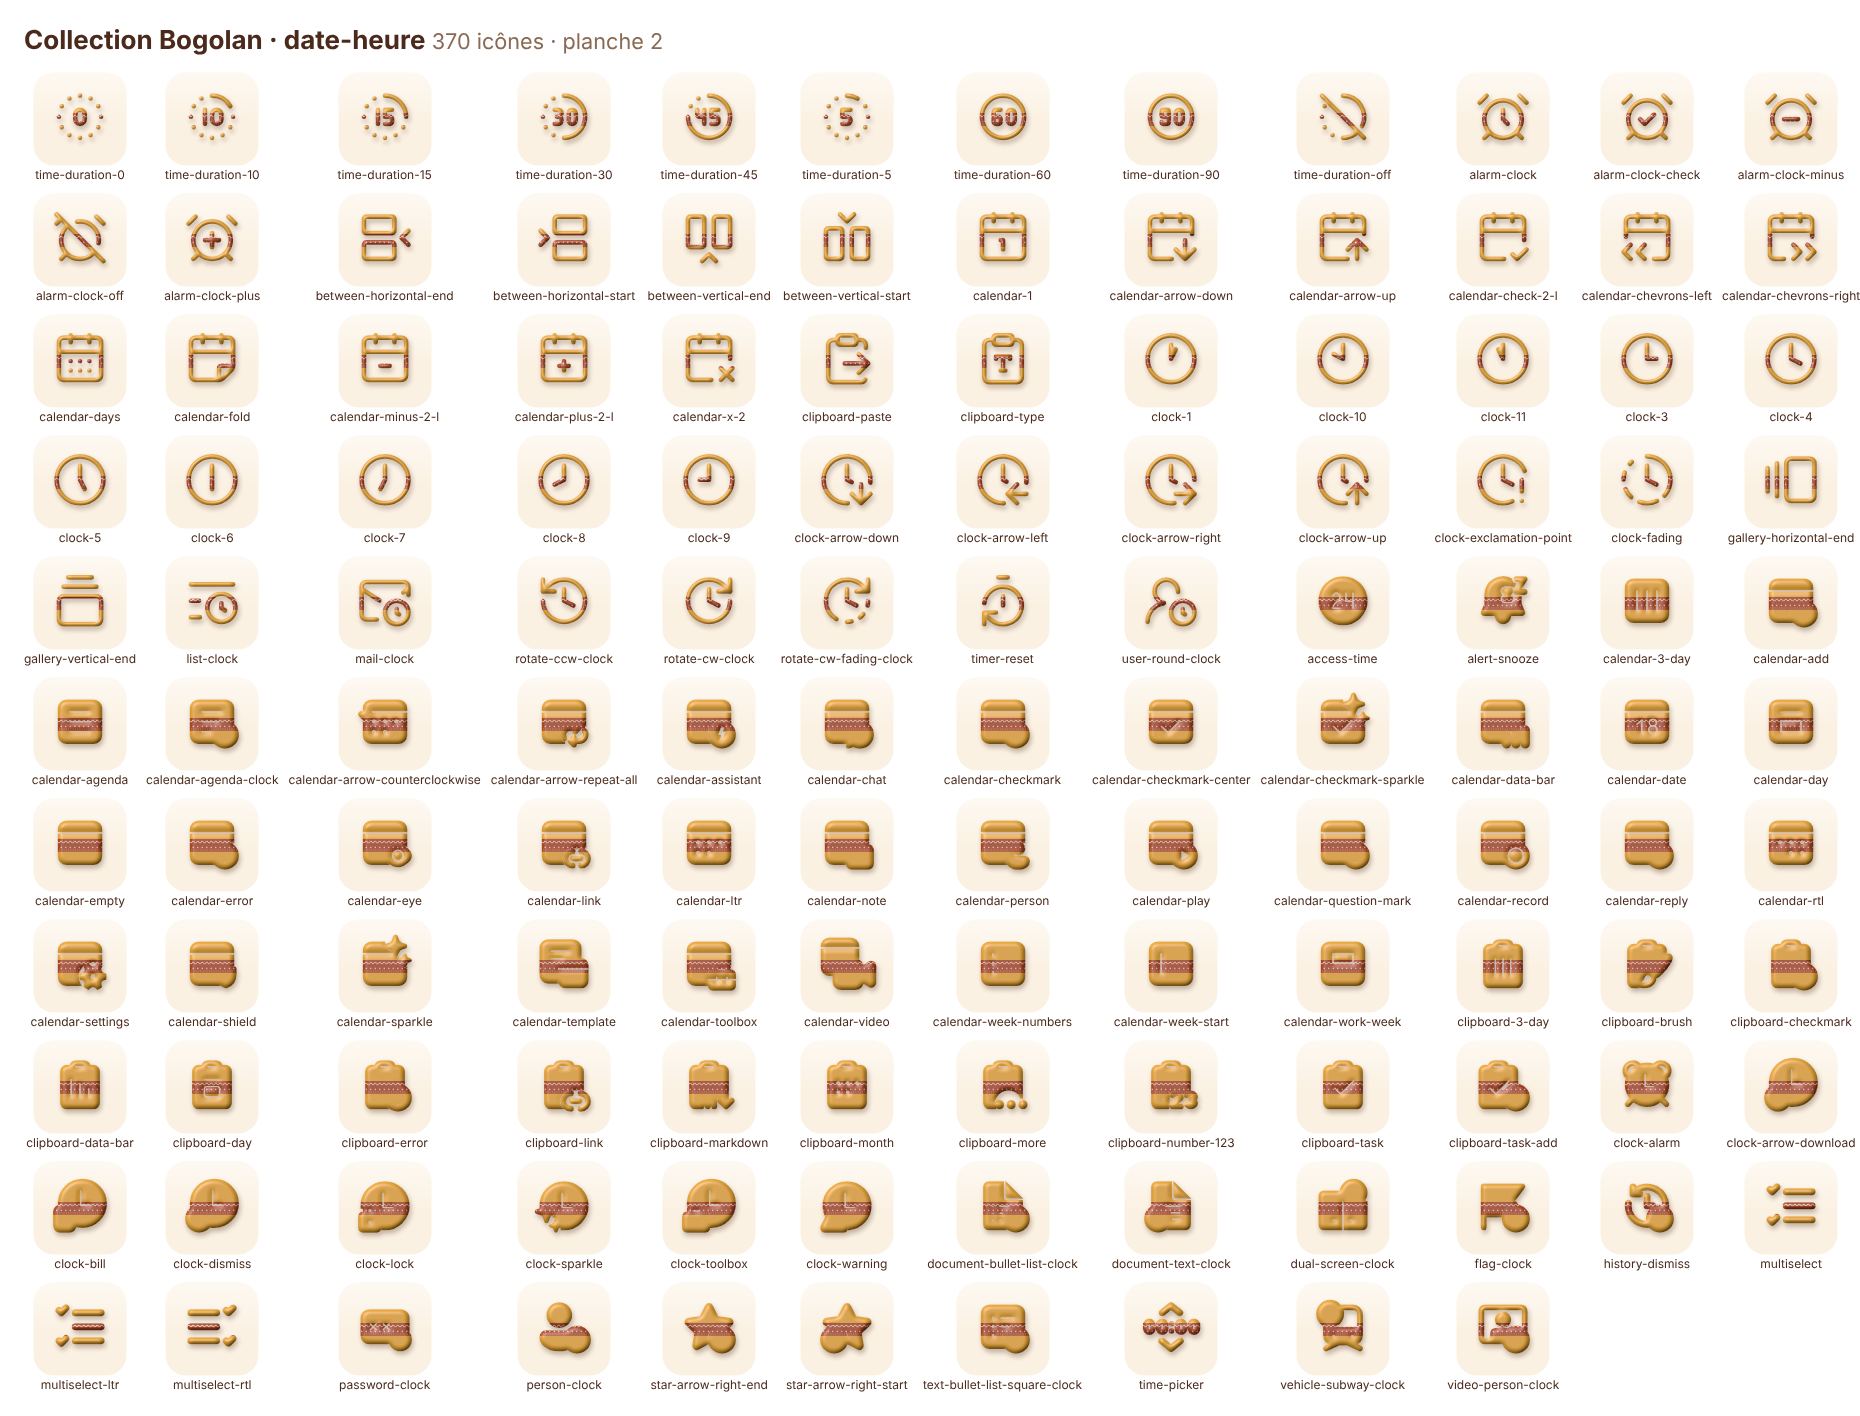 Collection Bogolan · date-heure 370 icônes · planche 2
0 10 15 30 45 5 60 90
time-duration-0 time-duration-10 time-duration-15 time-duration-30 time-duration-45 time-duration-5 time-duration-60 time-duration-90 time-duration-off alarm-clock alarm-clock-check alarm-clock-minus
1
alarm-clock-off alarm-clock-plus between-horizontal-end between-horizontal-start between-vertical-end between-vertical-start calendar-1 calendar-arrow-down calendar-arrow-up calendar-check-2-l calendar-chevrons-left calendar-chevrons-right
T
calendar-days calendar-fold calendar-minus-2-l calendar-plus-2-l calendar-x-2 clipboard-paste clipboard-type clock-1 clock-10 clock-11 clock-3 clock-4
clock-5 clock-6 clock-7 clock-8 clock-9 clock-arrow-down clock-arrow-left clock-arrow-right clock-arrow-up clock-exclamation-point clock-fading gallery-horizontal-end
24
gallery-vertical-end list-clock mail-clock rotate-ccw-clock rotate-cw-clock rotate-cw-fading-clock timer-reset user-round-clock access-time alert-snooze calendar-3-day calendar-add
18
calendar-agenda calendar-agenda-clock calendar-arrow-counterclockwise calendar-arrow-repeat-all calendar-assistant calendar-chat calendar-checkmark calendar-checkmark-center calendar-checkmark-sparkle calendar-data-bar calendar-date calendar-day
calendar-empty calendar-error calendar-eye calendar-link calendar-ltr calendar-note calendar-person calendar-play calendar-question-mark calendar-record calendar-reply calendar-rtl
calendar-settings calendar-shield calendar-sparkle calendar-template calendar-toolbox calendar-video calendar-week-numbers calendar-week-start calendar-work-week clipboard-3-day clipboard-brush clipboard-checkmark
123
clipboard-data-bar clipboard-day clipboard-error clipboard-link clipboard-markdown clipboard-month clipboard-more clipboard-number-123 clipboard-task clipboard-task-add clock-alarm clock-arrow-download
clock-bill clock-dismiss clock-lock clock-sparkle clock-toolbox clock-warning document-bullet-list-clock document-text-clock dual-screen-clock flag-clock history-dismiss multiselect
00:00
multiselect-ltr multiselect-rtl password-clock person-clock star-arrow-right-end star-arrow-right-start text-bullet-list-square-clock time-picker vehicle-subway-clock video-person-clock